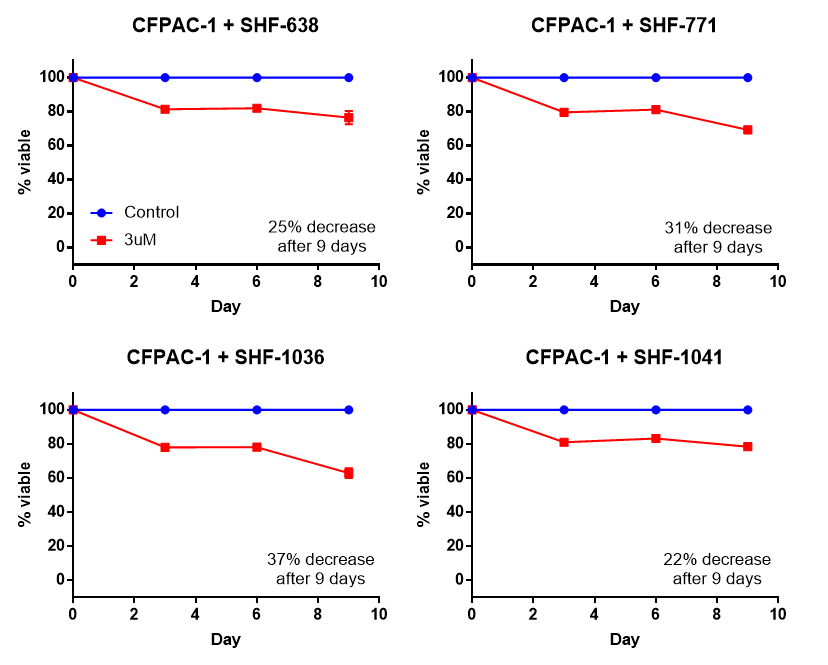 CFPAC-1 + SHF-638
100
80
60
40
20
0
% viable
Control
3uM
25% decrease
after 9 days
0 2 4 6 8 10
Day
CFPAC-1 + SHF-771
100
80
60
40
20
0
% viable
31% decrease
after 9 days
0 2 4 6 8 10
Day
CFPAC-1 + SHF-1036
100
80
60
40
20
0
% viable
37% decrease
after 9 days
0 2 4 6 8 10
Day
CFPAC-1 + SHF-1041
100
80
60
40
20
0
% viable
22% decrease
after 9 days
0 2 4 6 8 10
Day